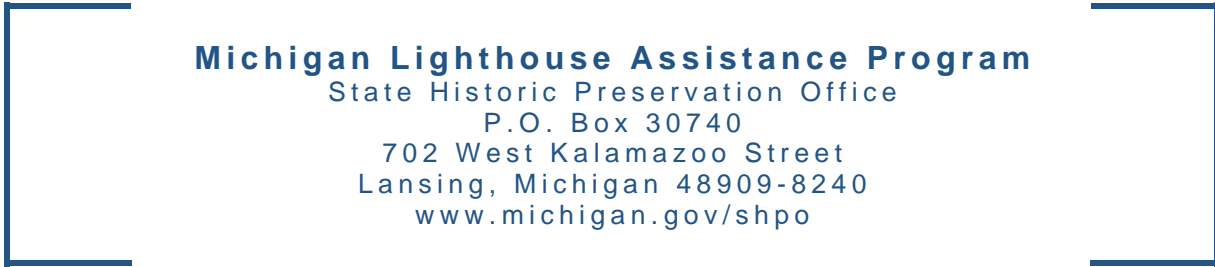 Michigan Lighthouse Assistance Program
State Historic Preservation Office
P.O. Box 30740
702 West Kalamazoo Street
Lansing, Michigan 48909-8240
www.michigan.gov/shpo